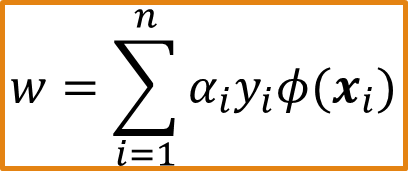 w = ∑_{i=1}^{n} α_i y_i ϕ(𝒙_i)